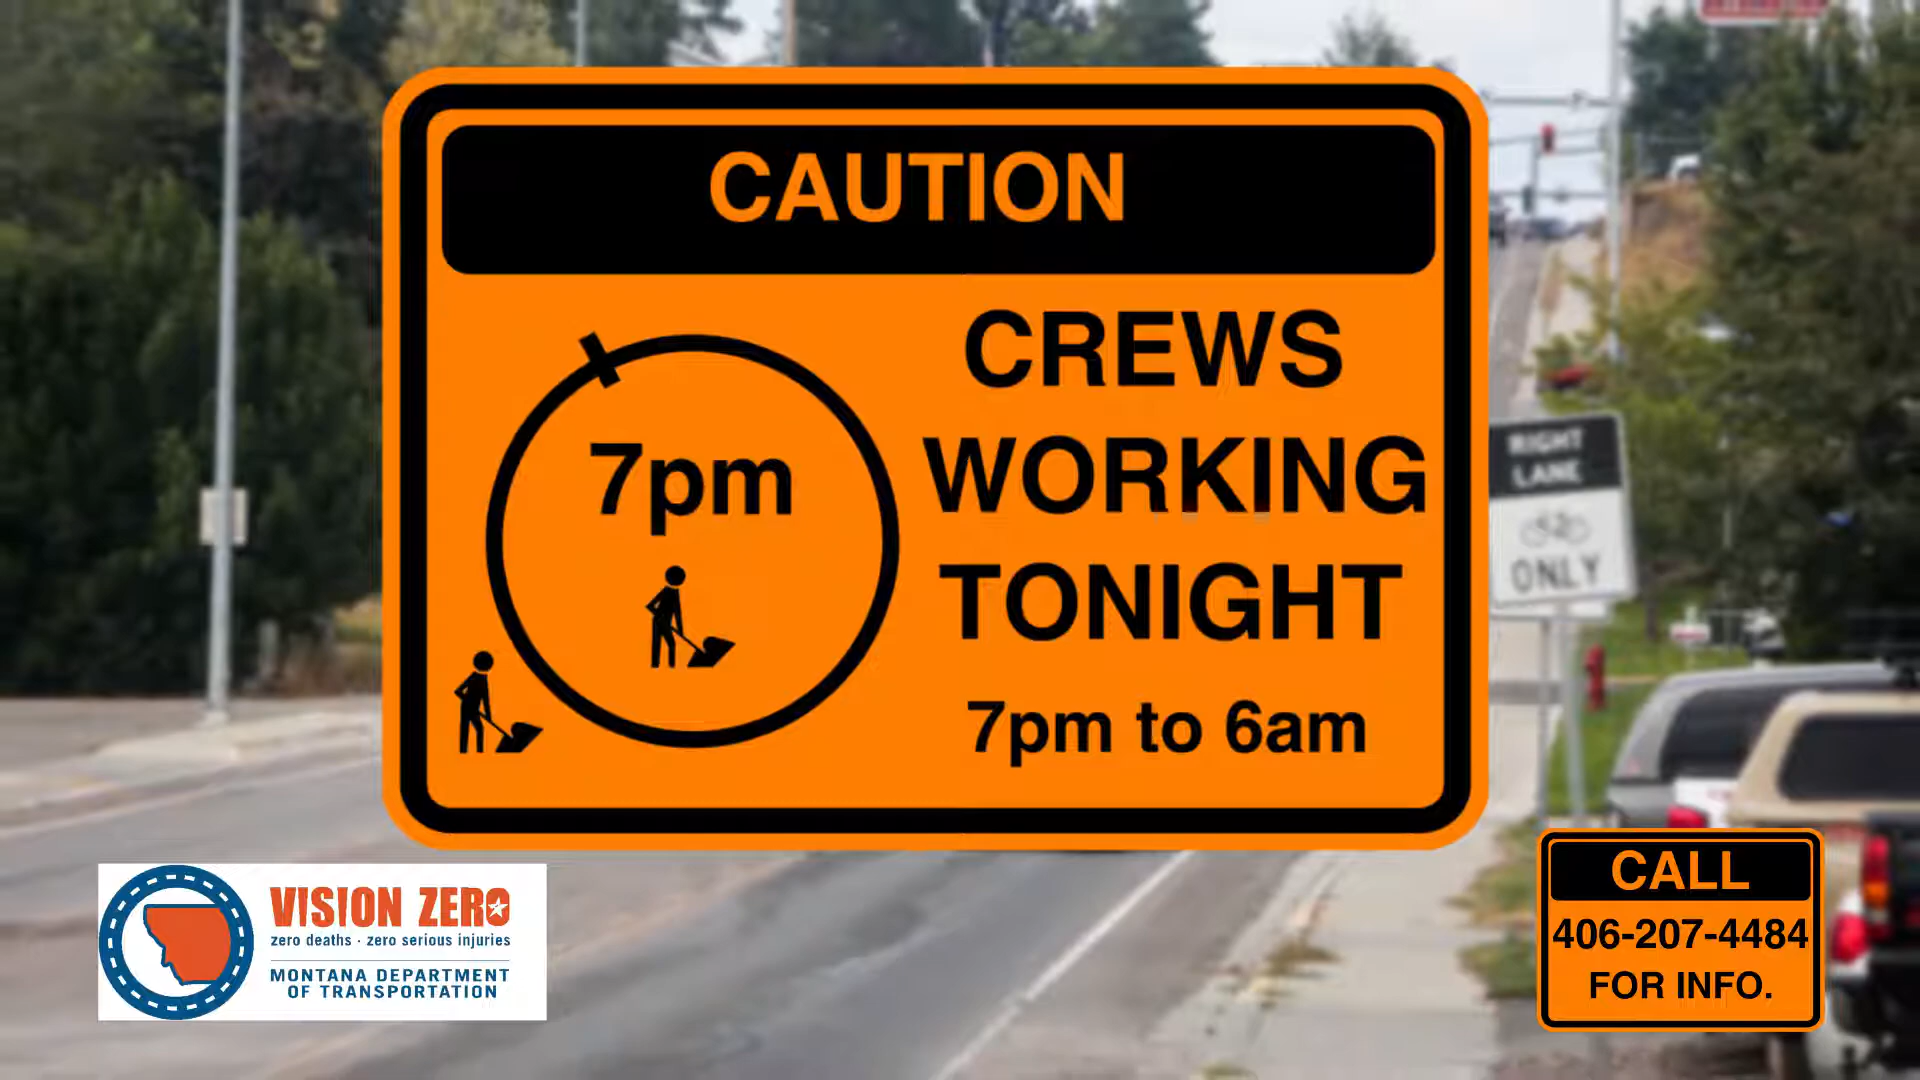 CAUTION
7pm
CREWS
WORKING
TONIGHT
7pm to 6am
RIGHT
LANE
ONLY
VISION ZERO
zero deaths · zero serious injuries
MONTANA DEPARTMENT
OF TRANSPORTATION
CALL
406-207-4484
FOR INFO.